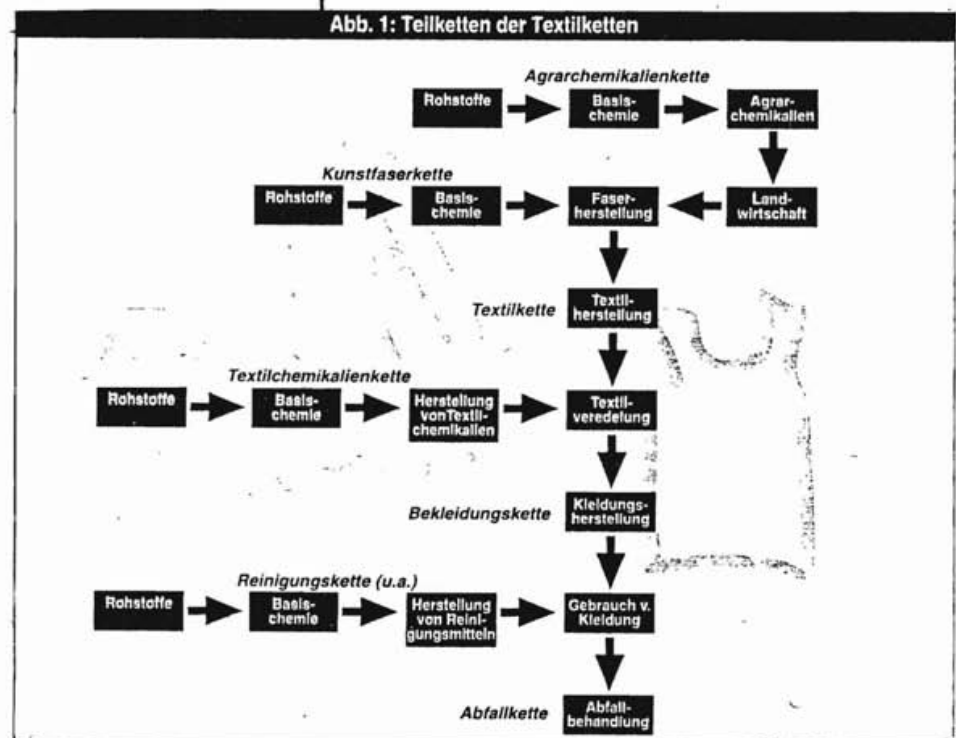 Abb. 1: Teilketten der Textilketten
Agrarchemikalienkette
Rohstoffe
Basis-
chemie
Agrar-
chemikalien
Kunstfaserkette
Rohstoffe
Basis-
chemie
Faser-
herstellung
Land-
wirtschaft
Textilkette
Textil-
herstellung
Textilchemikalienkette
Rohstoffe
Basis-
chemie
Herstellung
von Textil-
chemikalien
Textil-
veredelung
Bekleidungskette
Kleidungs-
herstellung
Reinigungskette (u.a.)
Rohstoffe
Basis-
chemie
Herstellung
von Reini-
gungsmitteln
Gebrauch v.
Kleidung
Abfallkette
Abfall-
behandlung